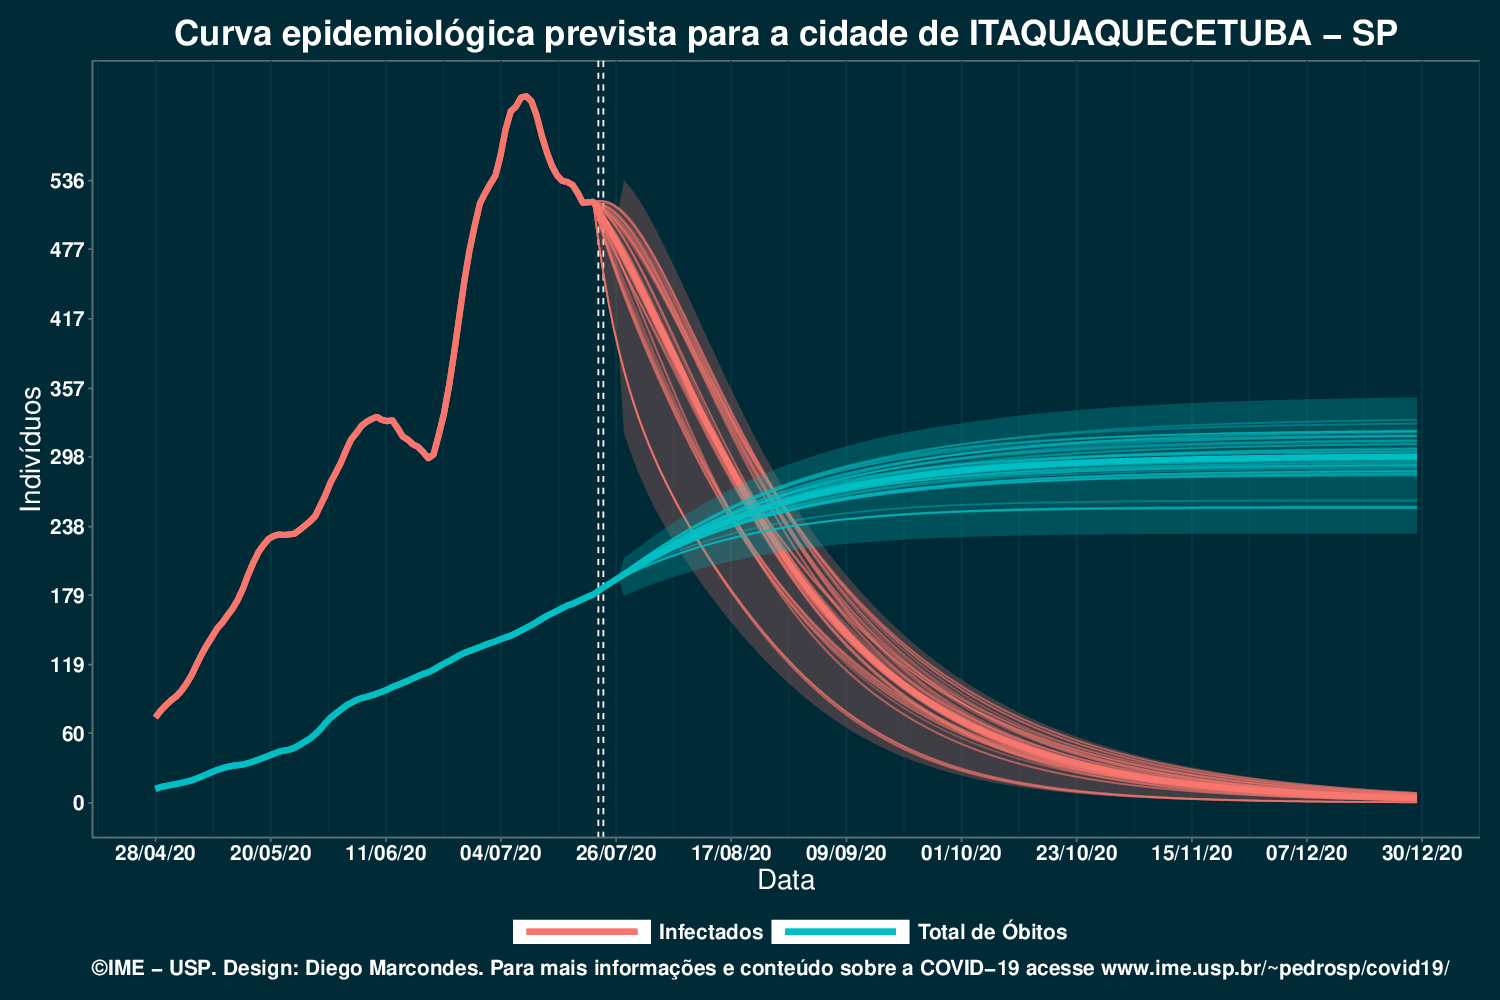 Curva epidemiológica prevista para a cidade de ITAQUAQUECETUBA – SP
Indivíduos
536
477
417
357
298
238
179
119
60
0
28/04/20 20/05/20 11/06/20 04/07/20 26/07/20 17/08/20 09/09/20 01/10/20 23/10/20 15/11/20 07/12/20 30/12/20
Data
Infectados Total de Óbitos
©IME – USP. Design: Diego Marcondes. Para mais informações e conteúdo sobre a COVID–19 acesse www.ime.usp.br/~pedrosp/covid19/